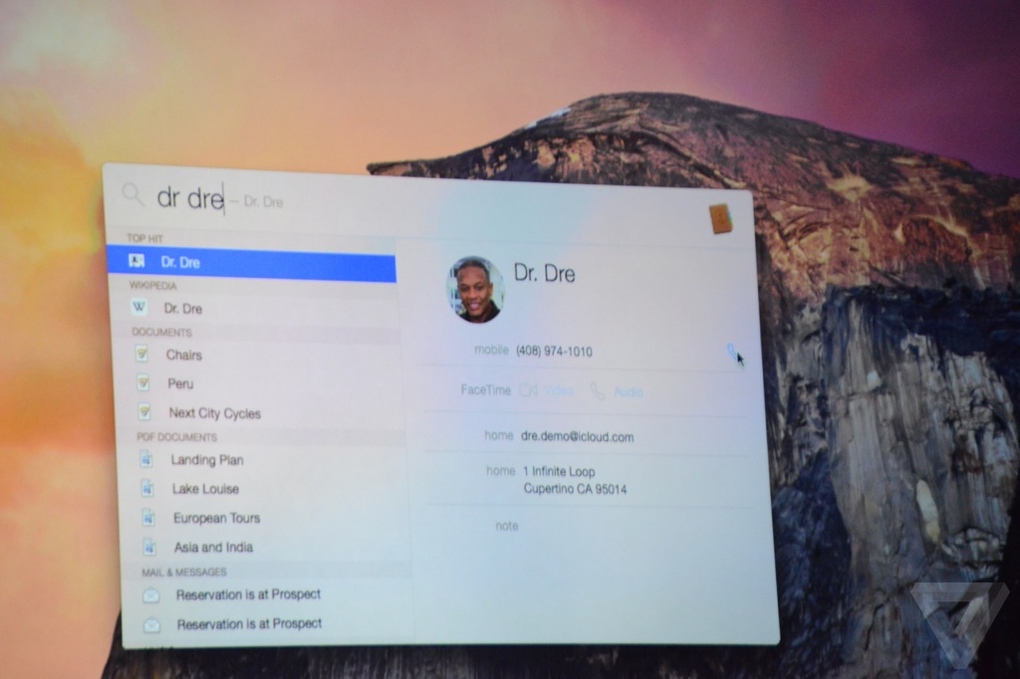 dr dre – Dr. Dre
TOP HIT
Dr. Dre
WIKIPEDIA
W Dr. Dre
DOCUMENTS
Chairs
Peru
Next City Cycles
PDF DOCUMENTS
Landing Plan
Lake Louise
European Tours
Asia and India
MAIL & MESSAGES
Reservation is at Prospect
Reservation is at Prospect
Dr. Dre
mobile (408) 974-1010
FaceTime Video Audio
home dre.demo@icloud.com
home 1 Infinite Loop
Cupertino CA 95014
note